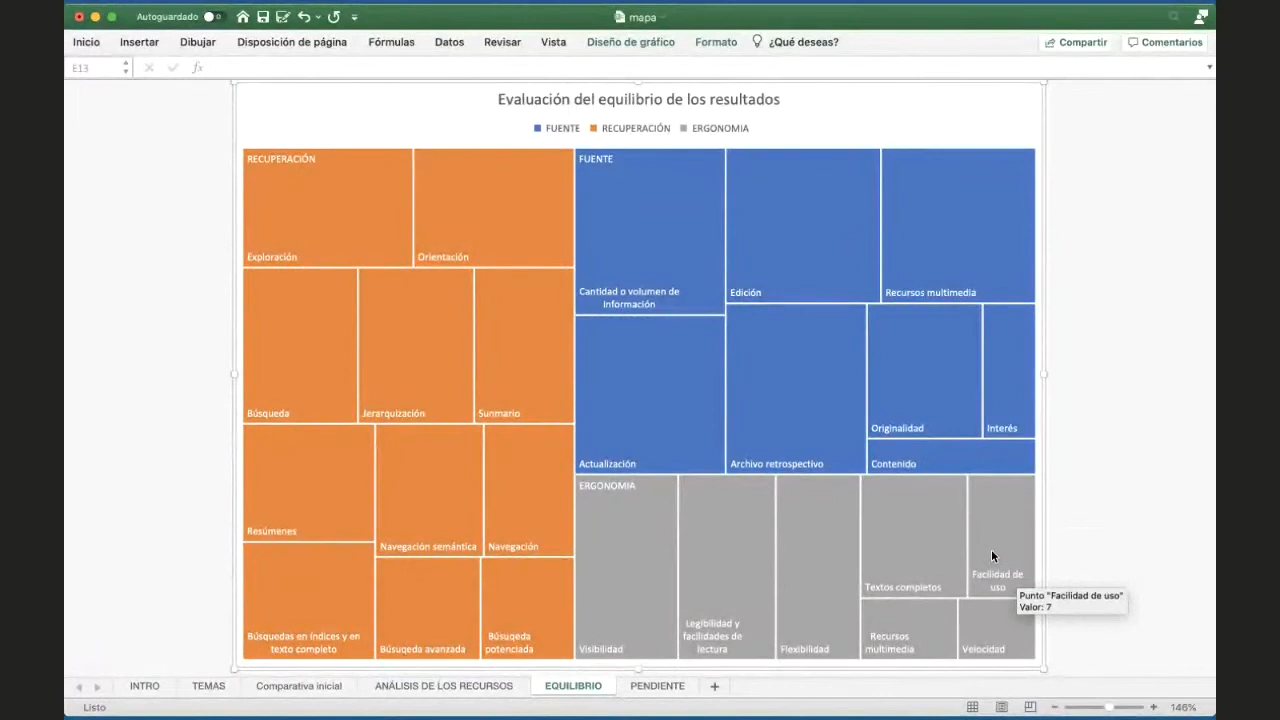 Autoguardado
mapa
Inicio Insertar Dibujar Disposición de página Fórmulas Datos Revisar Vista Diseño de gráfico Formato ¿Qué deseas? Compartir Comentarios
E13 fx
Evaluación del equilibrio de los resultados
FUENTE RECUPERACIÓN ERGONOMIA
RECUPERACIÓN
Exploración
Orientación
Búsqueda
Jerarquización
Sunmario
Resúmenes
Navegación semántica
Navegación
Búsquedas en índices y en
texto completo
Búsuqeda avanzada
Búsuqeda
potenciada
FUENTE
Cantidad o volumen de
información
Edición
Recursos multimedia
Actualización
Archivo retrospectivo
Originalidad
Interés
Contenido
ERGONOMIA
Visibilidad
Legibilidad y
facilidades de
lectura
Flexibilidad
Textos completos
Facilidad de
uso
Recursos
multimedia
Velocidad
Punto "Facilidad de uso"
Valor: 7
INTRO TEMAS Comparativa inicial ANÁLISIS DE LOS RECURSOS EQUILIBRIO PENDIENTE
Listo
146%